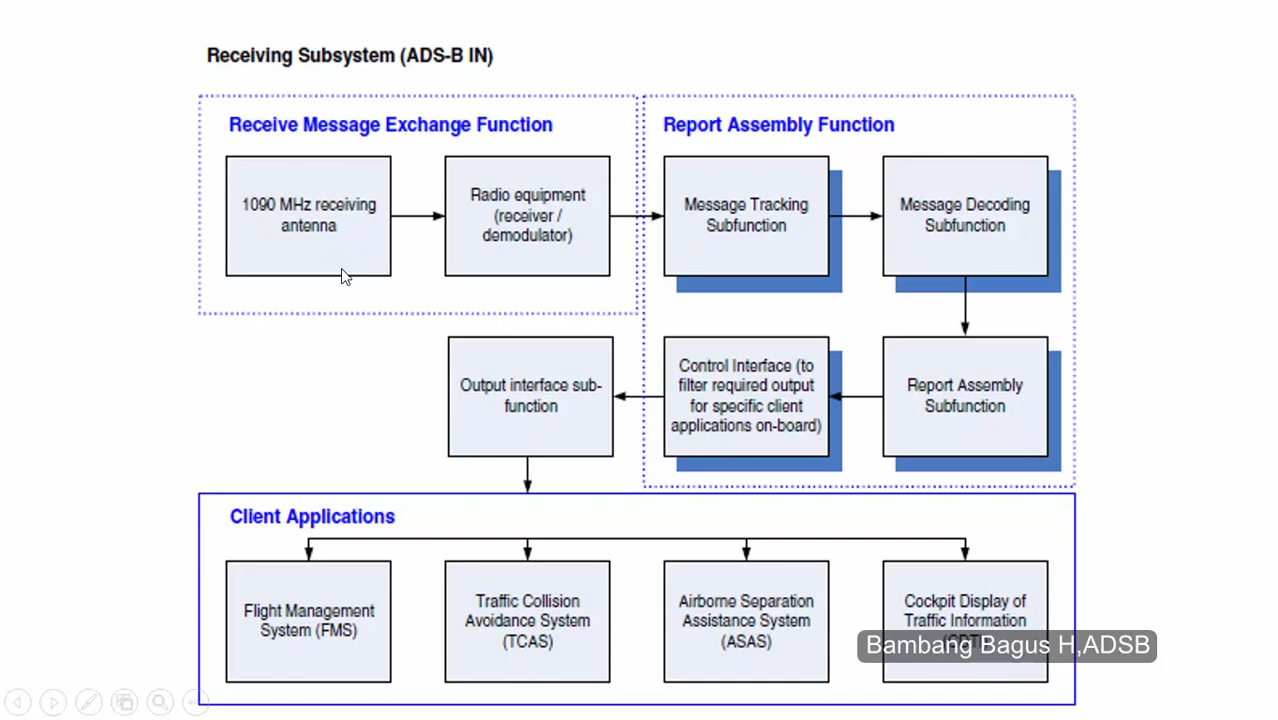 Receiving Subsystem (ADS-B IN)
Receive Message Exchange Function
1090 MHz receiving
antenna
Radio equipment
(receiver /
demodulator)
Report Assembly Function
Message Tracking
Subfunction
Message Decoding
Subfunction
Report Assembly
Subfunction
Control Interface (to
filter required output
for specific client
applications on-board)
Output interface sub-
function
Client Applications
Flight Management
System (FMS)
Traffic Collision
Avoidance System
(TCAS)
Airborne Separation
Assistance System
(ASAS)
Cockpit Display of
Traffic Information
Bambang Bagus H,ADSB